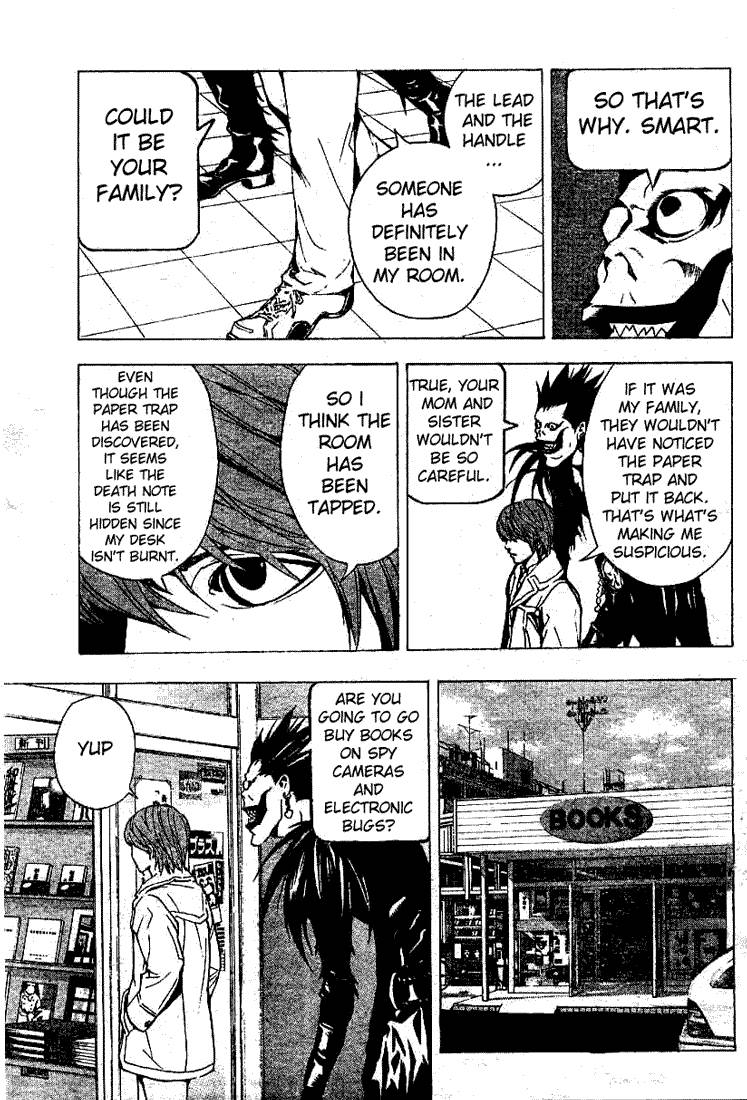 SO THAT'S
WHY. SMART.
THE LEAD
AND THE
HANDLE
...
SOMEONE
HAS
DEFINITELY
BEEN IN
MY ROOM.
COULD
IT BE
YOUR
FAMILY?
IF IT WAS
MY FAMILY,
THEY WOULDN'T
HAVE NOTICED
THE PAPER
TRAP AND
PUT IT BACK.
THAT'S WHAT'S
MAKING ME
SUSPICIOUS.
TRUE, YOUR
MOM AND
SISTER
WOULDN'T
BE SO
CAREFUL.
SO I
THINK THE
ROOM
HAS
BEEN
TAPPED.
EVEN
THOUGH THE
PAPER TRAP
HAS BEEN
DISCOVERED,
IT SEEMS
LIKE THE
DEATH NOTE
IS STILL
HIDDEN SINCE
MY DESK
ISN'T BURNT.
BOOKS
ARE YOU
GOING TO GO
BUY BOOKS
ON SPY
CAMERAS
AND
ELECTRONIC
BUGS?
YUP
新刊